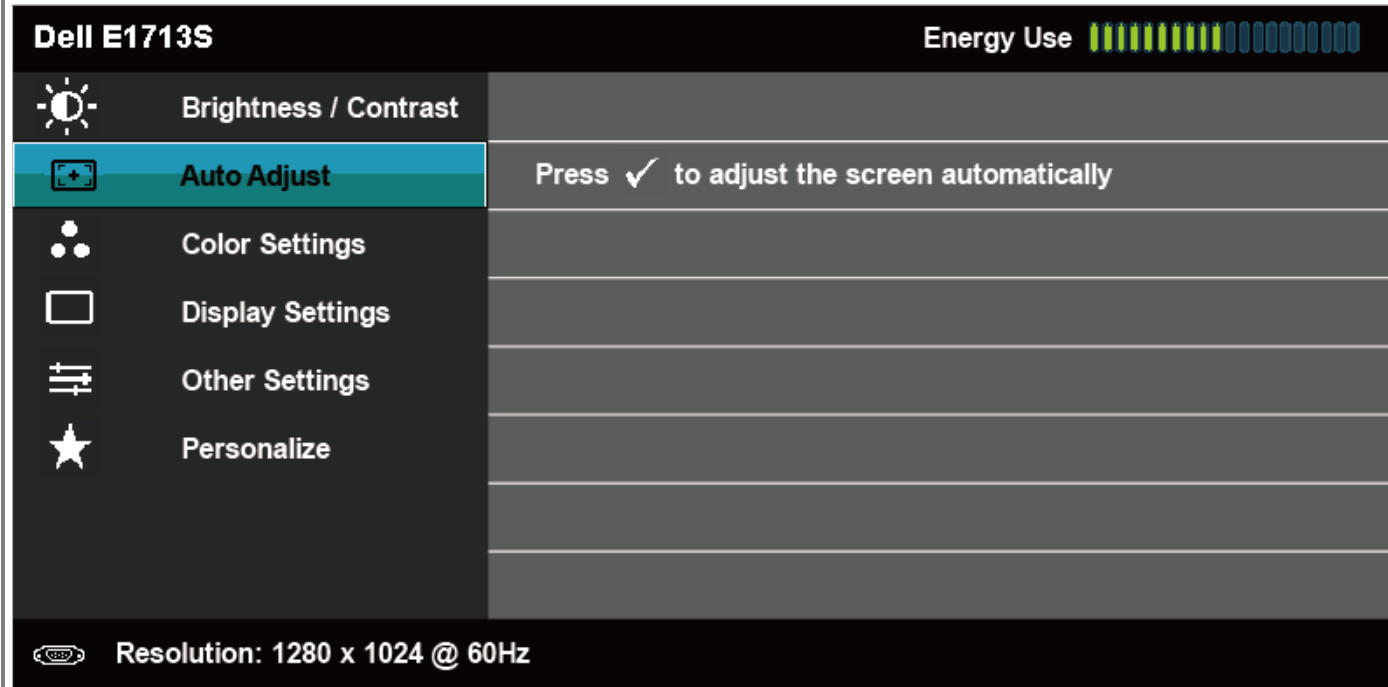 Dell E1713S Energy Use
Brightness / Contrast
Auto Adjust Press ✓ to adjust the screen automatically
Color Settings
Display Settings
Other Settings
Personalize
Resolution: 1280 x 1024 @ 60Hz